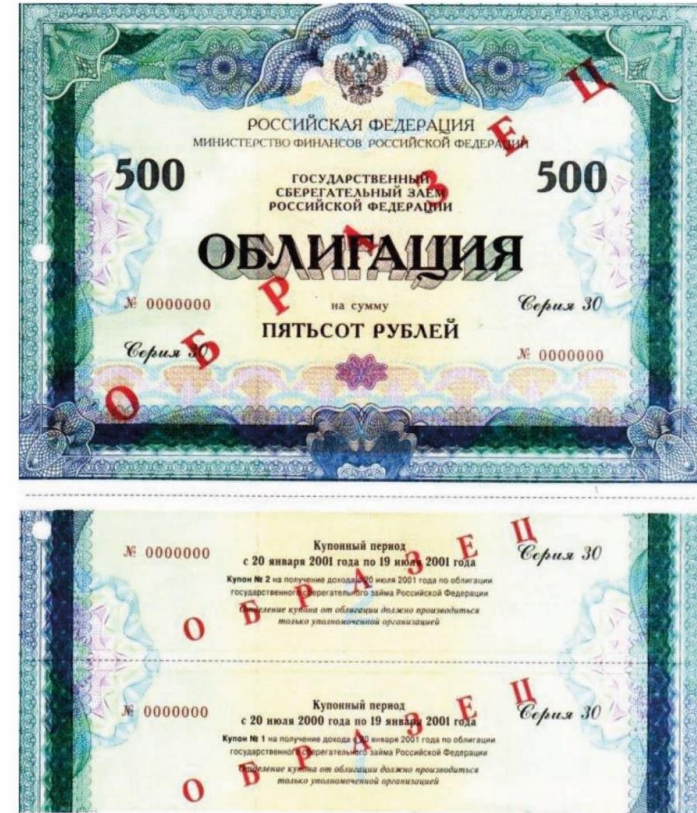 РОССИЙСКАЯ ФЕДЕРАЦИЯ
МИНИСТЕРСТВО ФИНАНСОВ РОССИЙСКОЙ ФЕДЕРАЦИИ
500 500
ГОСУДАРСТВЕННЫЙ
СБЕРЕГАТЕЛЬНЫЙ ЗАЕМ
РОССИЙСКОЙ ФЕДЕРАЦИИ
ОБЛИГАЦИЯ
№ 0000000 на сумму Серия 30
ПЯТЬСОТ РУБЛЕЙ
Серия 30 № 0000000
ОБРАЗЕЦ
№ 0000000 Купонный период Серия 30
с 20 января 2001 года по 19 июля 2001 года
Купон № 2 на получение дохода с 20 июля 2001 года по облигации
государственного сберегательного займа Российской Федерации
Отделение купона от облигации должно производиться
только уполномоченной организацией
ОБРАЗЕЦ
№ 0000000 Купонный период Серия 30
с 20 июля 2000 года по 19 января 2001 года
Купон № 1 на получение дохода с 20 января 2001 года по облигации
государственного сберегательного займа Российской Федерации
Отделение купона от облигации должно производиться
только уполномоченной организацией
ОБРАЗЕЦ